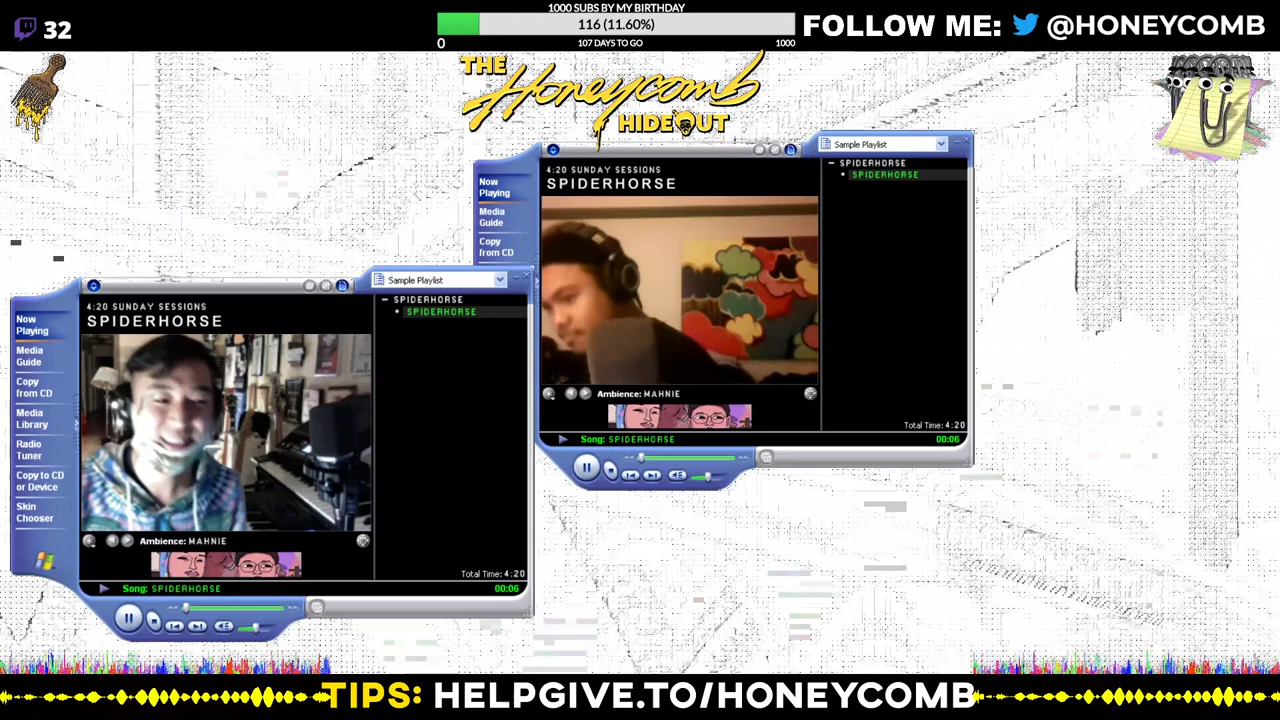 32
1000 SUBS BY MY BIRTHDAY
116 (11.60%)
0
107 DAYS TO GO
1000
FOLLOW ME: @HONEYCOMB
THE
Honeycomb
HIDEOUT
Sample Playlist
4:20 SUNDAY SESSIONS
SPIDERHORSE
SPIDERHORSE
SPIDERHORSE
Now
Playing
Media
Guide
Copy
from CD
Ambience: MAHNIE
Total Time: 4:20
Song: SPIDERHORSE
00:06
Sample Playlist
4:20 SUNDAY SESSIONS
SPIDERHORSE
SPIDERHORSE
SPIDERHORSE
Now
Playing
Media
Guide
Copy
from CD
Media
Library
Radio
Tuner
Copy to CD
or Device
Skin
Chooser
Ambience: MAHNIE
Total Time: 4:20
Song: SPIDERHORSE
00:06
TIPS: HELPGIVE.TO/HONEYCOMB